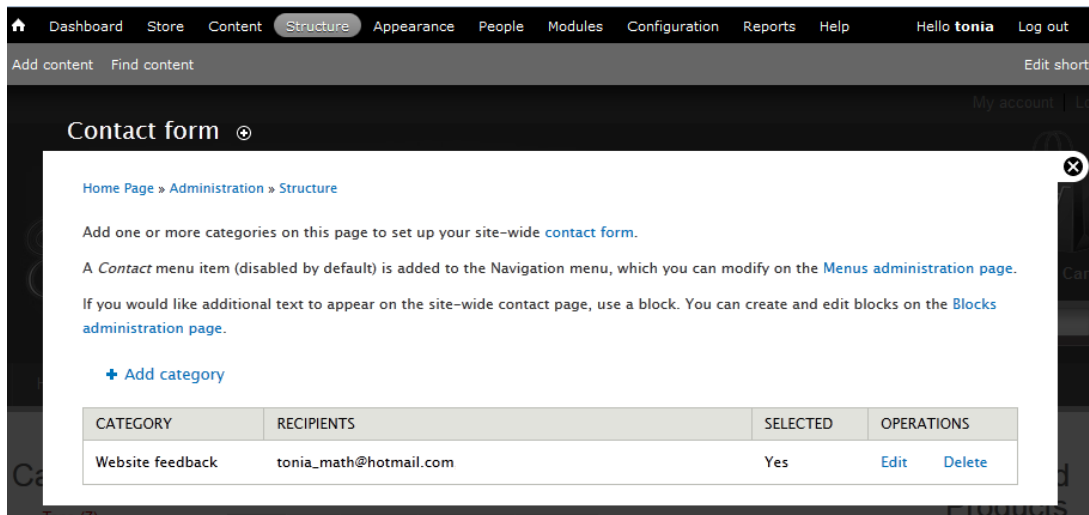 Dashboard Store Content Structure Appearance People Modules Configuration Reports Help Hello tonia Log out
Add content Find content Edit short
My account
Contact form
Home Page » Administration » Structure
Add one or more categories on this page to set up your site-wide contact form.
A Contact menu item (disabled by default) is added to the Navigation menu, which you can modify on the Menus administration page.
If you would like additional text to appear on the site-wide contact page, use a block. You can create and edit blocks on the Blocks
administration page.
Add category
CATEGORY RECIPIENTS SELECTED OPERATIONS
Website feedback tonia_math@hotmail.com Yes Edit Delete
Products